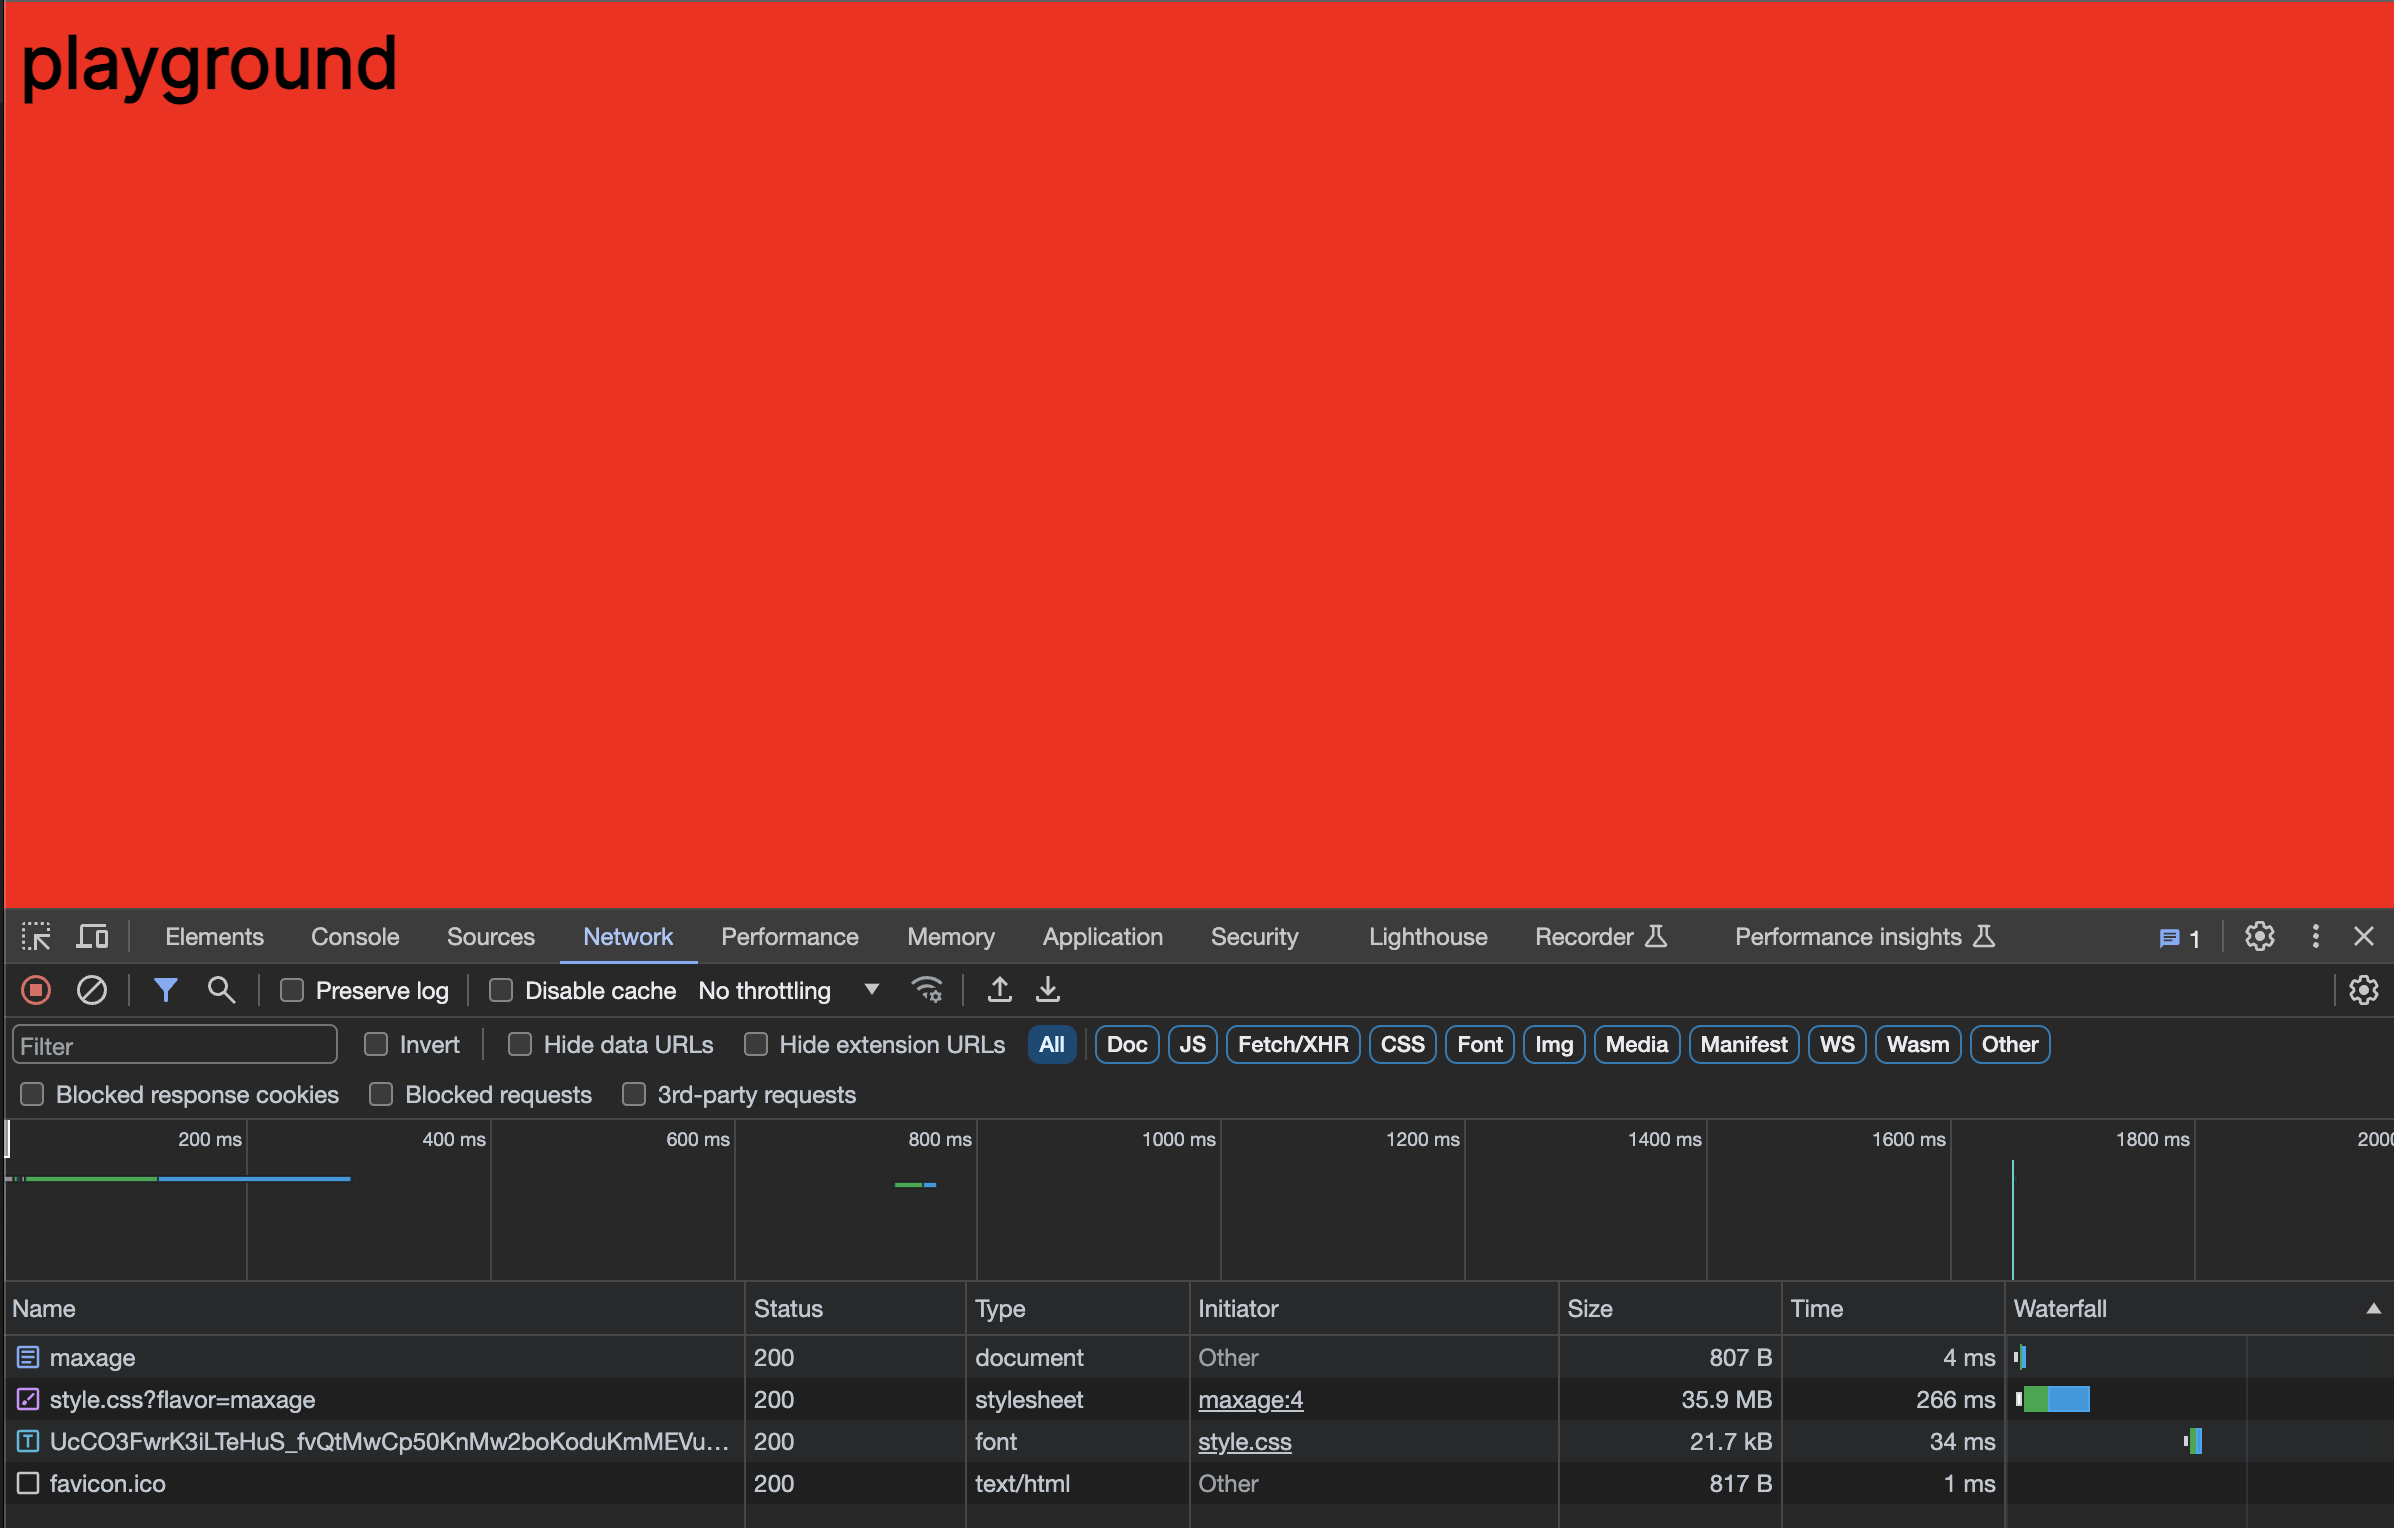 playground
Elements Console Sources Network Performance Memory Application Security Lighthouse Recorder Performance insights 1
Preserve log Disable cache No throttling
Filter Invert Hide data URLs Hide extension URLs All Doc JS Fetch/XHR CSS Font Img Media Manifest WS Wasm Other
Blocked response cookies Blocked requests 3rd-party requests
200 ms 400 ms 600 ms 800 ms 1000 ms 1200 ms 1400 ms 1600 ms 1800 ms 2000
Name Status Type Initiator Size Time Waterfall
maxage 200 document Other 807 B 4 ms
style.css?flavor=maxage 200 stylesheet maxage:4 35.9 MB 266 ms
UcCO3FwrK3iLTeHuS_fvQtMwCp50KnMw2boKoduKmMEVu... 200 font style.css 21.7 kB 34 ms
favicon.ico 200 text/html Other 817 B 1 ms